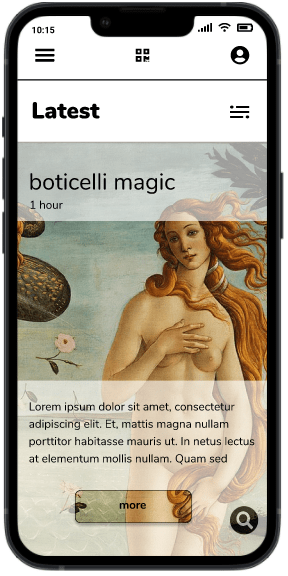 10:15
Latest
boticelli magic
1 hour
Lorem ipsum dolor sit amet, consectetur
adipiscing elit. Et, mattis magna nullam
porttitor habitasse mauris ut. In netus lectus
at elementum mollis nullam. Quam sed
more